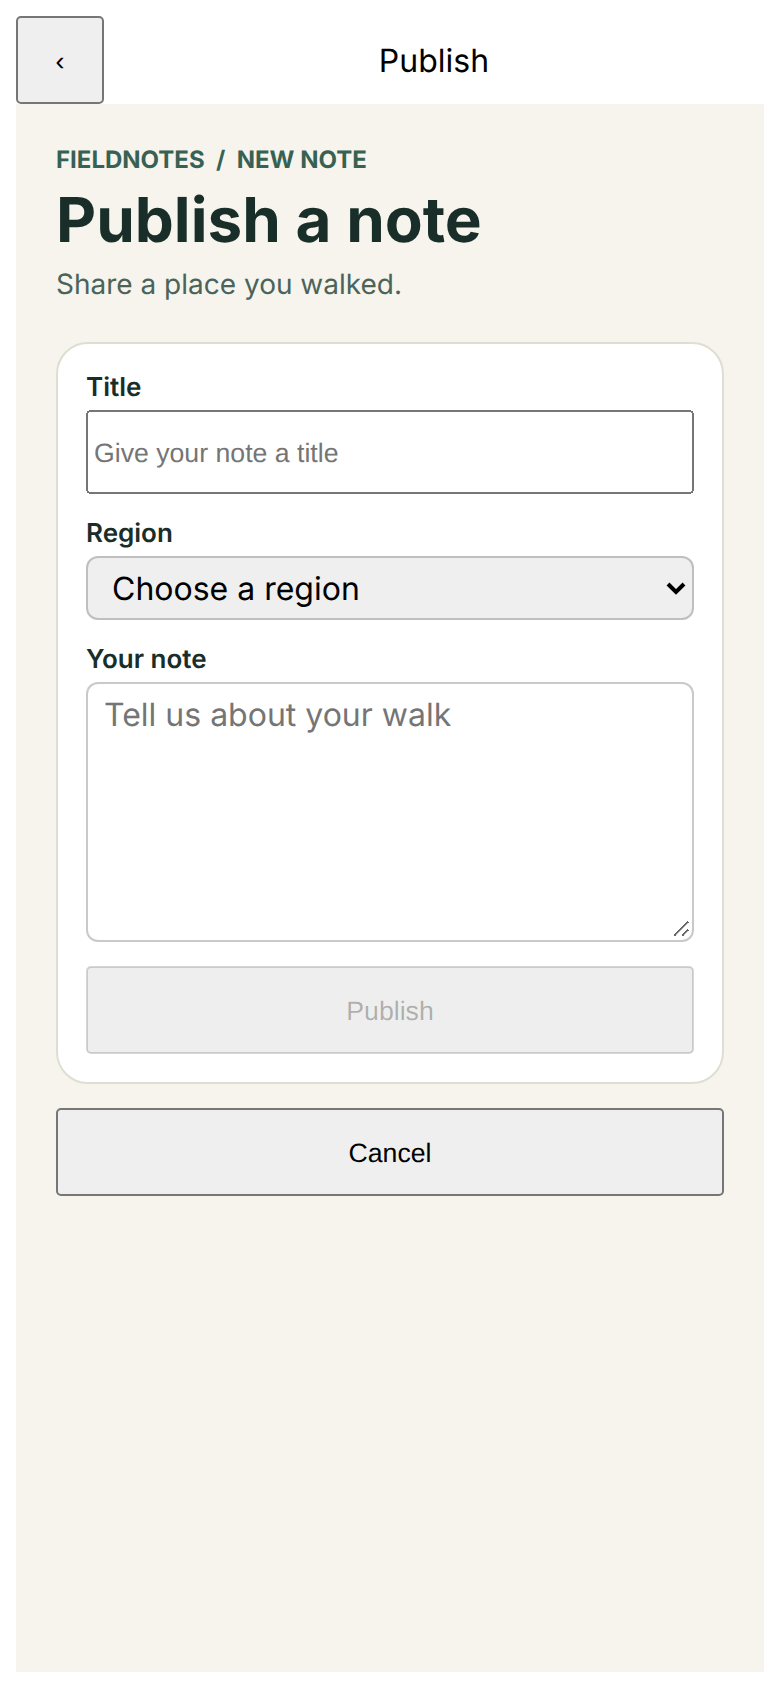 ‹
Publish
FIELDNOTES / NEW NOTE
Publish a note
Share a place you walked.
Title
Give your note a title
Region
Choose a region
Your note
Tell us about your walk
Publish
Cancel